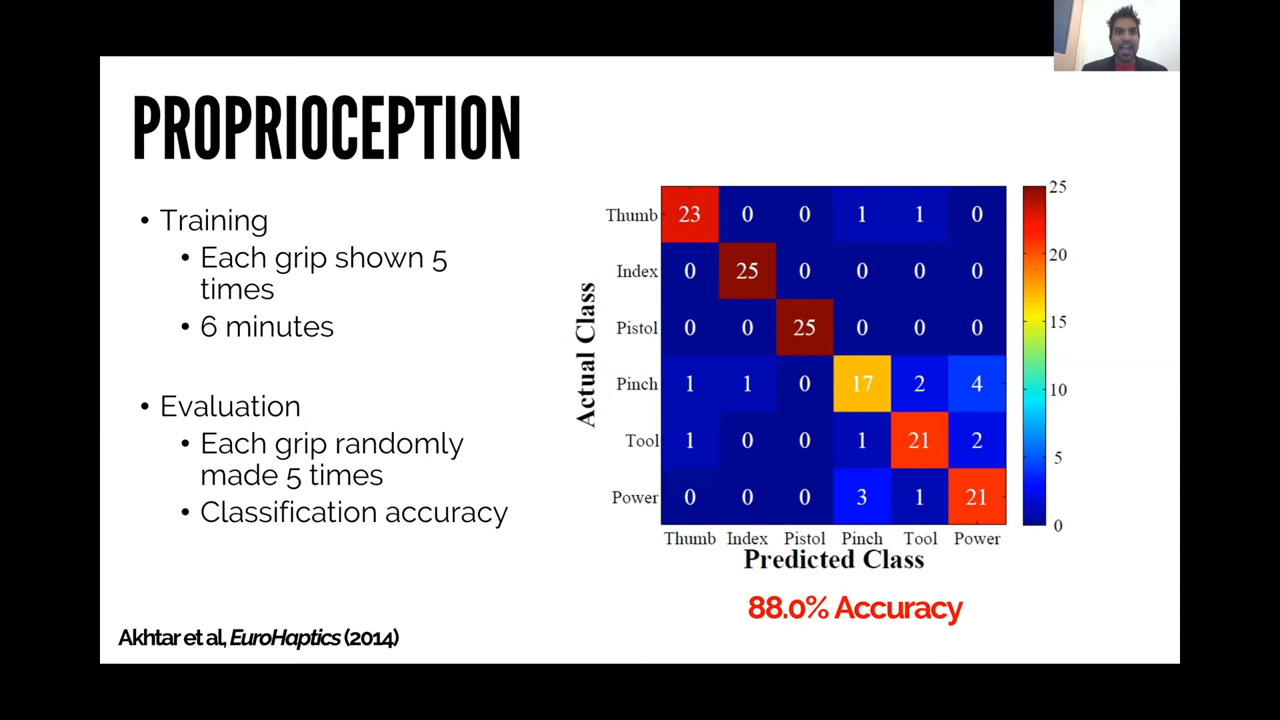 PROPRIOCEPTION
• Training
• Each grip shown 5
times
• 6 minutes
• Evaluation
• Each grip randomly
made 5 times
• Classification accuracy
Akhtar et al, EuroHaptics (2014)
Actual Class
Thumb 23 0 0 1 1 0
Index 0 25 0 0 0 0
Pistol 0 0 25 0 0 0
Pinch 1 1 0 17 2 4
Tool 1 0 0 1 21 2
Power 0 0 0 3 1 21
Thumb Index Pistol Pinch Tool Power
Predicted Class
25
20
15
10
5
0
88.0% Accuracy